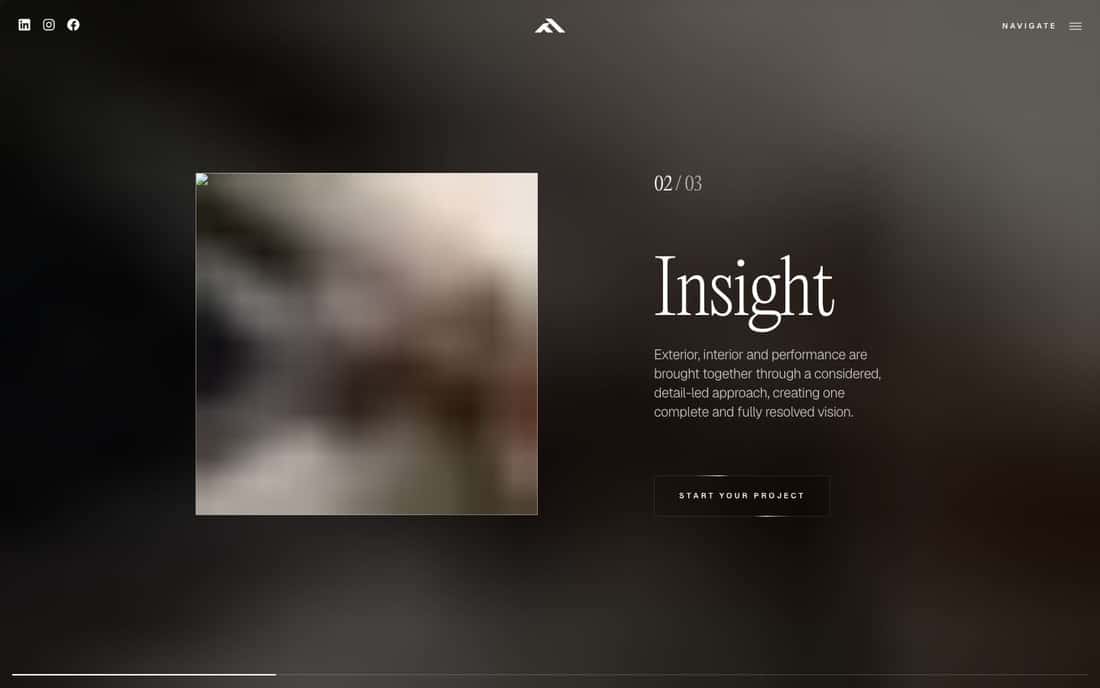 NAVIGATE
02 / 03
Insight
Exterior, interior and performance are
brought together through a considered,
detail-led approach, creating one
complete and fully resolved vision.
START YOUR PROJECT